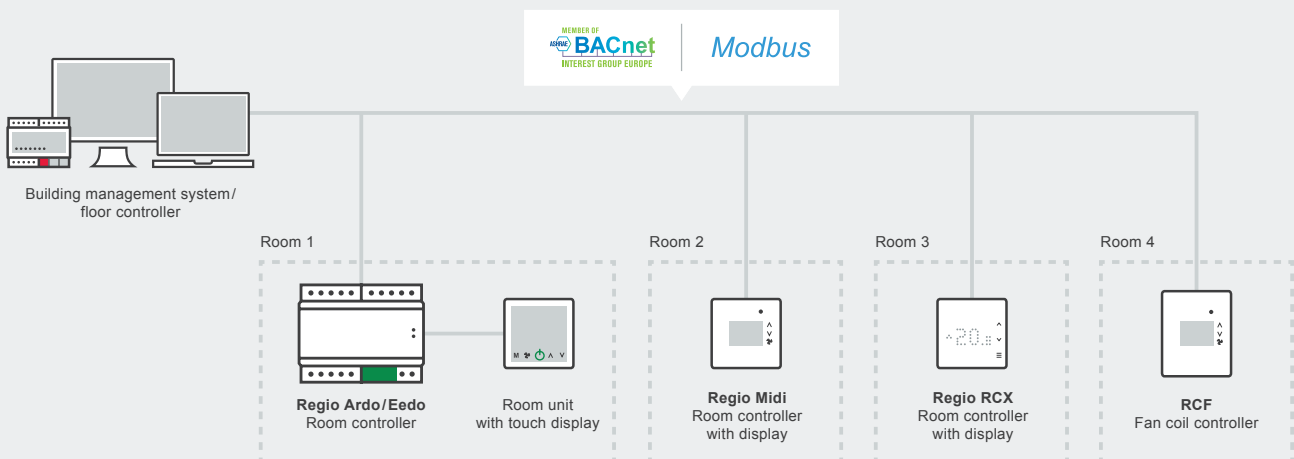 MEMBER OF
ASHRAE BACnet
INTEREST GROUP EUROPE
Modbus
Building management system/
floor controller
Room 1
Room 2
Room 3
Room 4
M
20.8
Regio Ardo/Eedo
Room controller
Room unit
with touch display
Regio Midi
Room controller
with display
Regio RCX
Room controller
with display
RCF
Fan coil controller